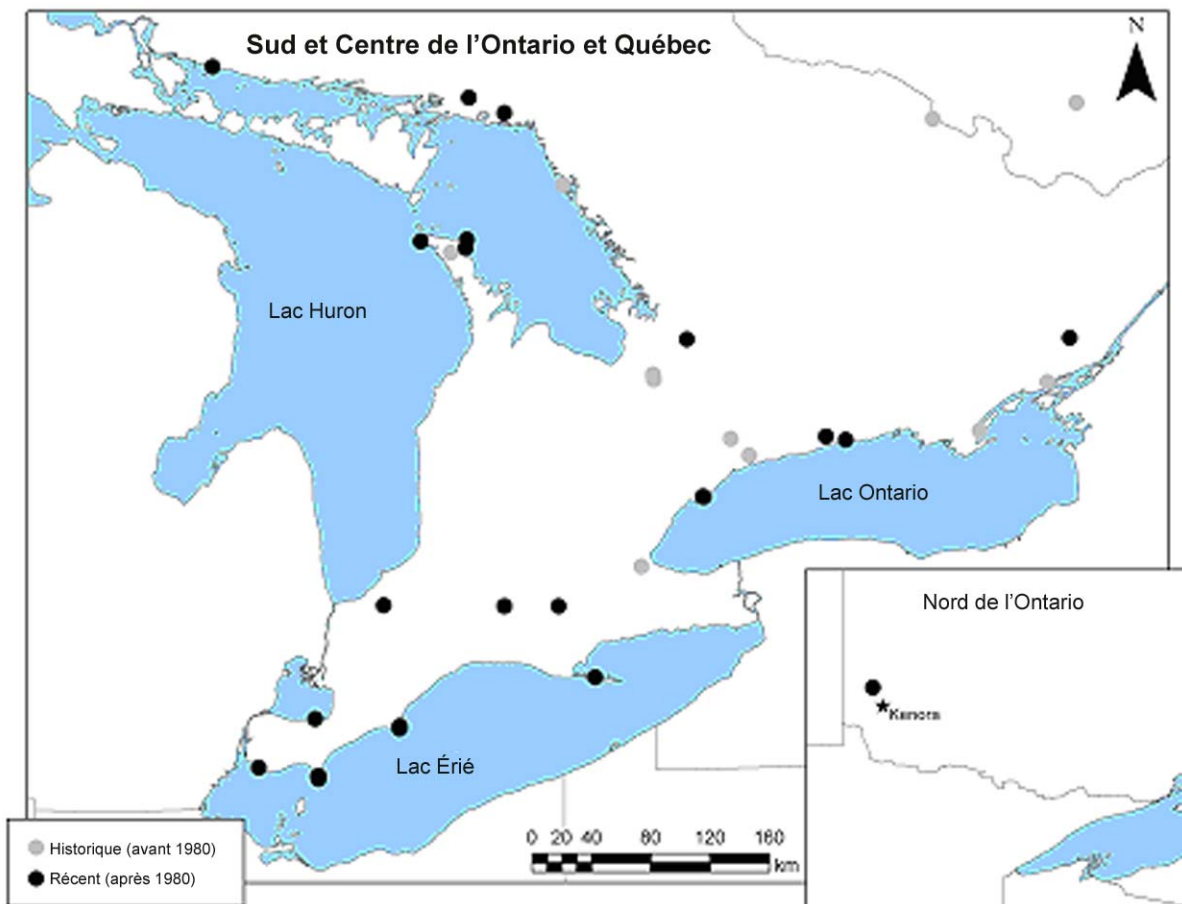 Sud et Centre de l’Ontario et Québec
N
Lac Huron
Lac Ontario
Nord de l’Ontario
Kenora
Lac Érié
Historique (avant 1980)
Récent (après 1980)
0 20 40 80 120 160
km